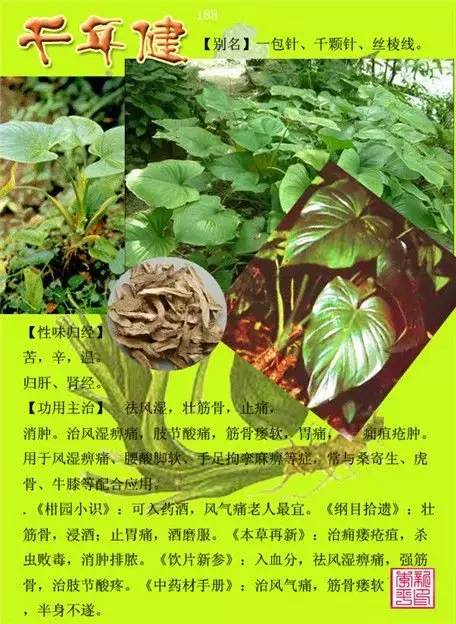 188
千年健
【别名】一包针、千颗针、丝棱线。
【性味归经】
苦，辛，温。
归肝、肾经。
【功用主治】 祛风湿，壮筋骨，止痛，
消肿。治风湿痹痛，肢节酸痛，筋骨痿软，胃痛，痈疽疮肿。
用于风湿痹痛、腰酸脚软、手足拘挛麻痹等症，常与桑寄生、虎
骨、牛膝等配合应用。
.《柑园小识》：可入药酒，风气痛老人最宜。《纲目拾遗》：壮
筋骨，浸酒；止胃痛，酒磨服。《本草再新》：治痈瘘疮疽，杀
虫败毒，消肿排脓。《饮片新参》：入血分，祛风湿痹痛，强筋
骨，治肢节酸疼。《中药材手册》：治风气痛，筋骨痿软
，半身不遂。